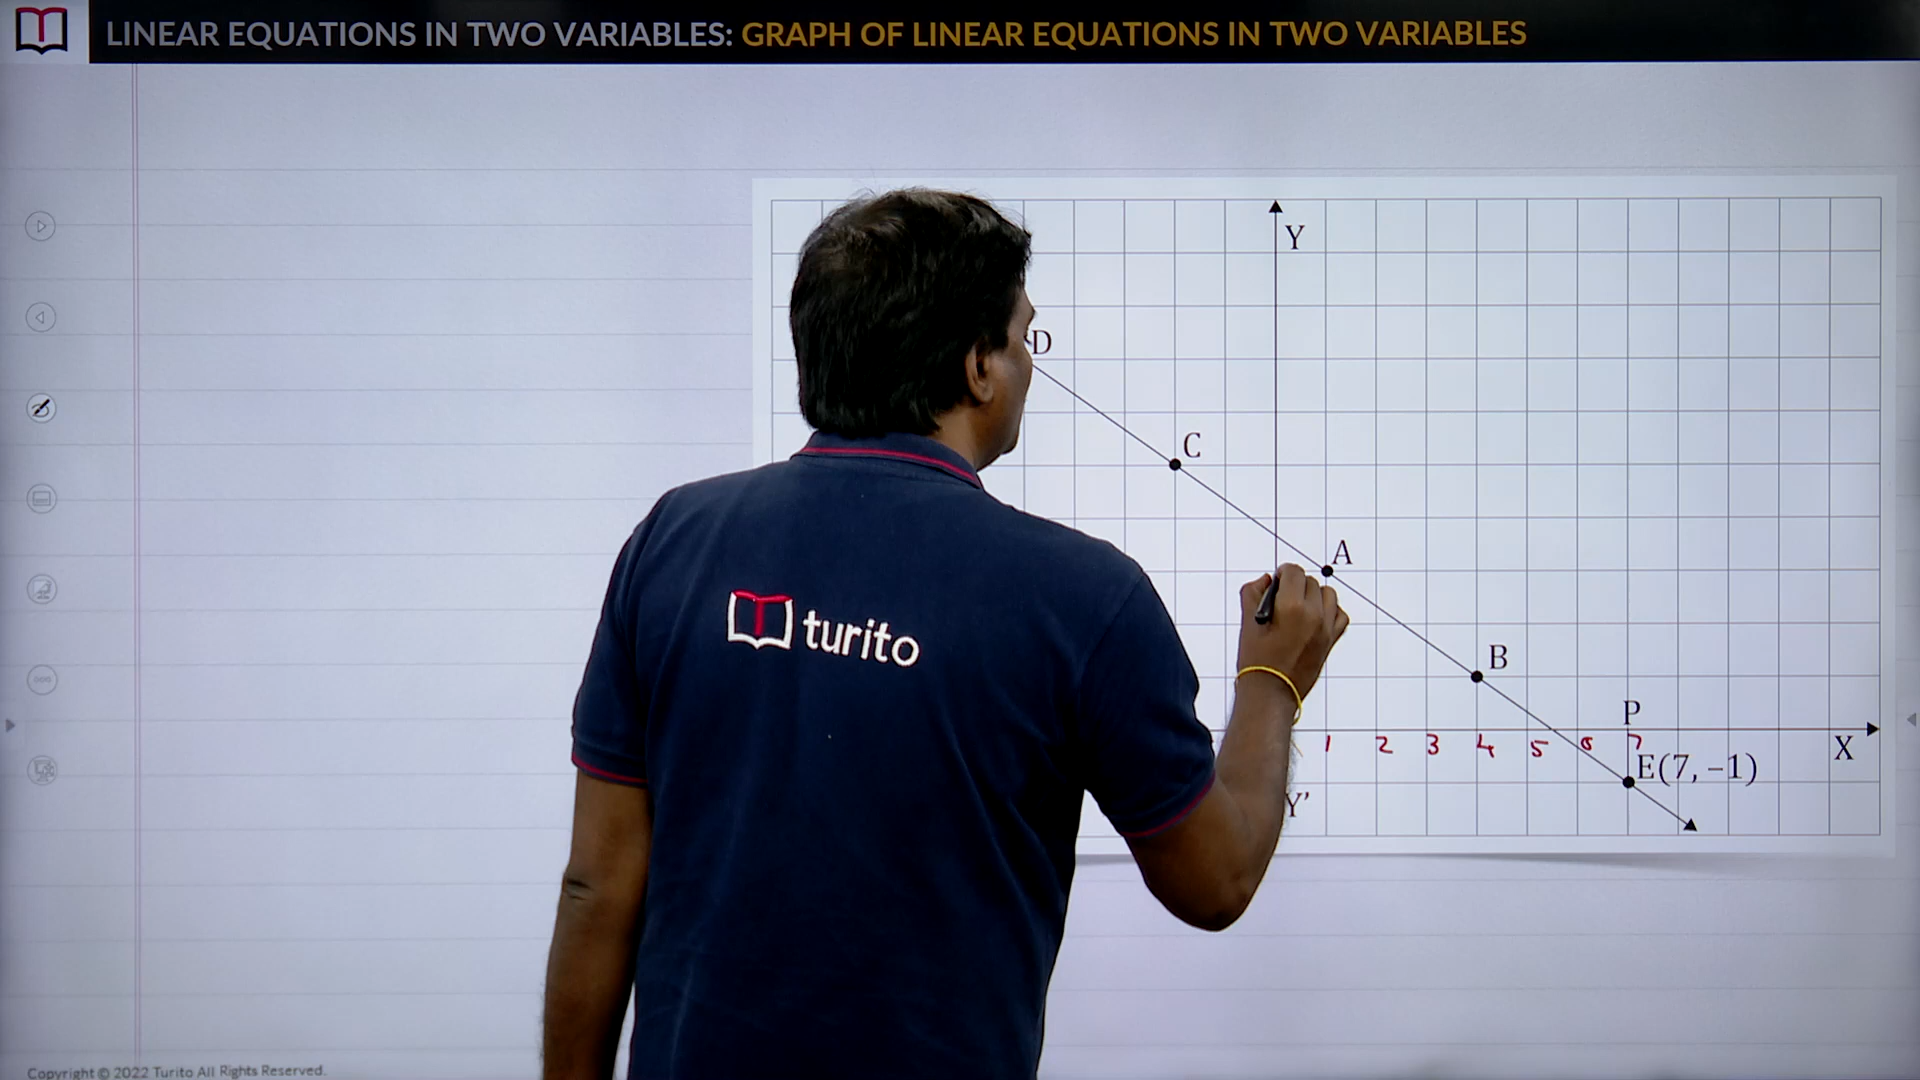 LINEAR EQUATIONS IN TWO VARIABLES: GRAPH OF LINEAR EQUATIONS IN TWO VARIABLES
Y
D
C
A
B
P
1 2 3 4 5 6 7
X
E(7, –1)
Y'
turito
Copyright © 2022 Turito All Rights Reserved.